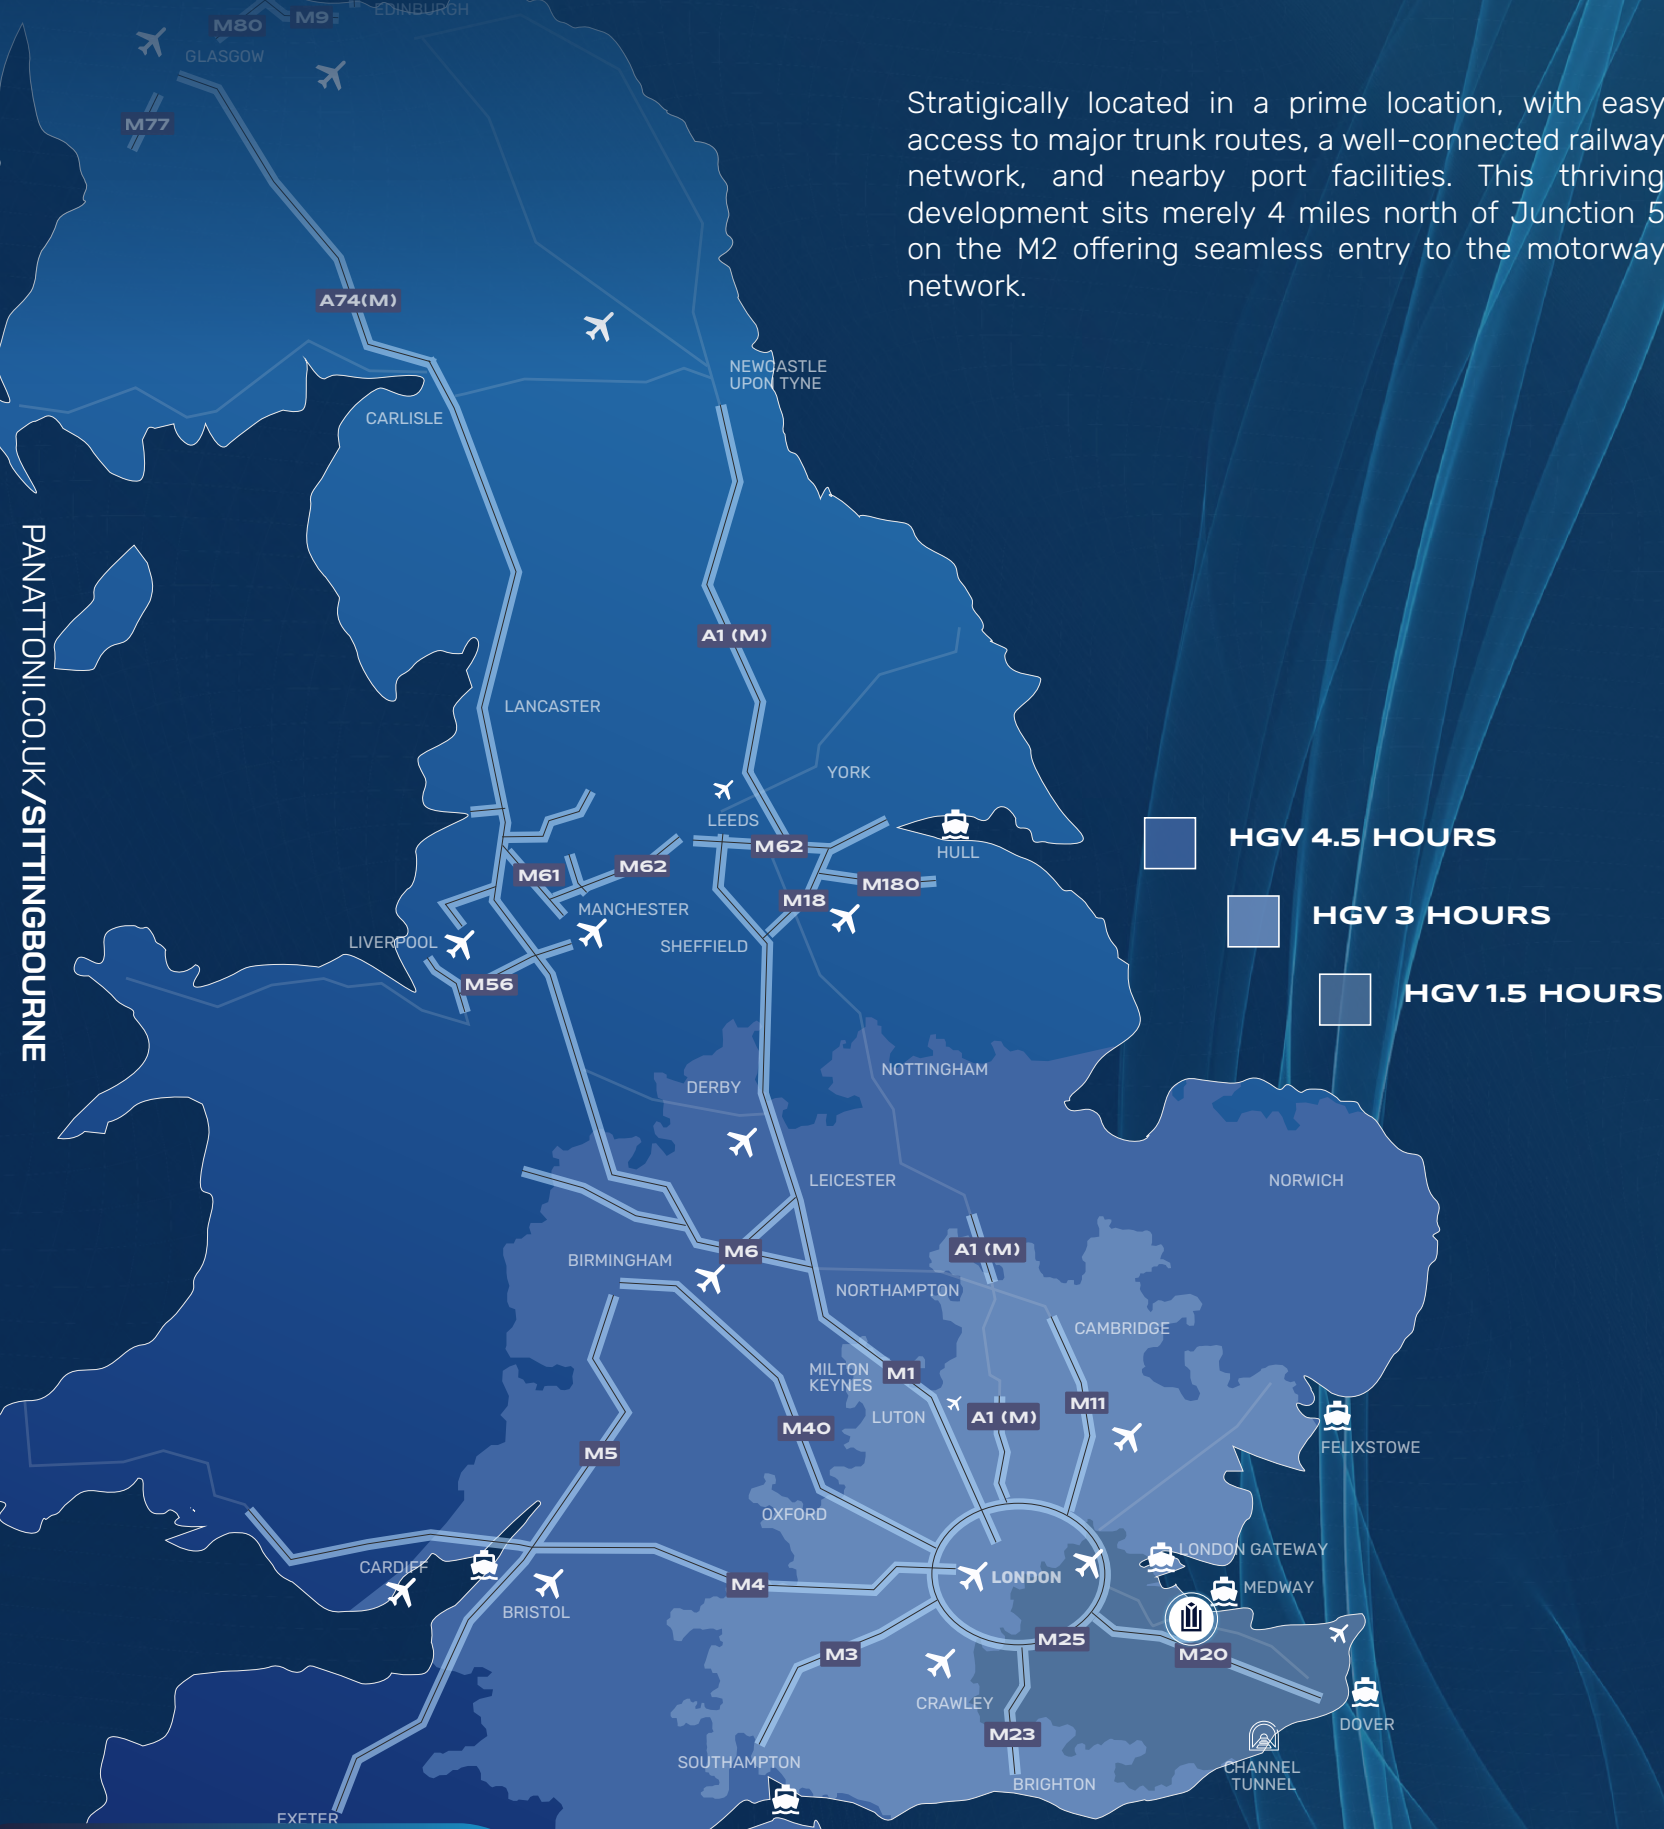 EDINBURGH
M9
M80
GLASGOW
M77
Stratigically located in a prime location, with easy
access to major trunk routes, a well-connected railway
network, and nearby port facilities. This thriving
development sits merely 4 miles north of Junction 5
on the M2 offering seamless entry to the motorway
network.
A74(M)
NEWCASTLE
UPON TYNE
CARLISLE
PANATTONI.CO.UK/SITTINGBOURNE
A1 (M)
LANCASTER
YORK
LEEDS
M62
HULL
M62
M61
M180
M18
MANCHESTER
LIVERPOOL
SHEFFIELD
M56
HGV 4.5 HOURS
HGV 3 HOURS
HGV 1.5 HOURS
NOTTINGHAM
DERBY
LEICESTER
NORWICH
M6
A1 (M)
BIRMINGHAM
NORTHAMPTON
CAMBRIDGE
MILTON
KEYNES
M1
M11
LUTON
A1 (M)
M40
M5
FELIXSTOWE
OXFORD
LONDON GATEWAY
CARDIFF
LONDON
M4
MEDWAY
BRISTOL
M25
M3
M20
CRAWLEY
DOVER
M23
SOUTHAMPTON
CHANNEL
TUNNEL
BRIGHTON
EXETER